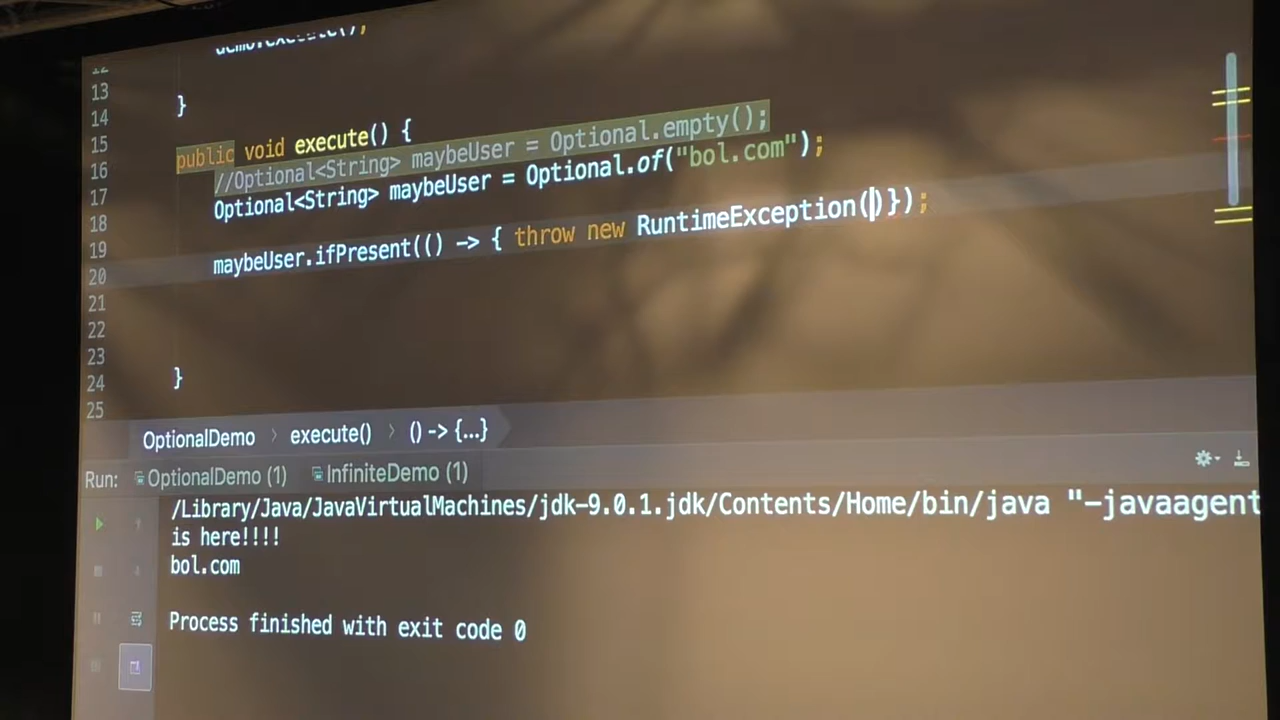 demo.execute();
12
13
14 }
15
16 public void execute() {
17 //Optional<String> maybeUser = Optional.empty();
18 Optional<String> maybeUser = Optional.of("bol.com");
19
20 maybeUser.ifPresent(() -> { throw new RuntimeException()});
21
22
23
24 }
25
OptionalDemo > execute() > () -> {...}
Run: OptionalDemo (1) InfiniteDemo (1)
/Library/Java/JavaVirtualMachines/jdk-9.0.1.jdk/Contents/Home/bin/java "-javaagent
is here!!!!
bol.com
Process finished with exit code 0